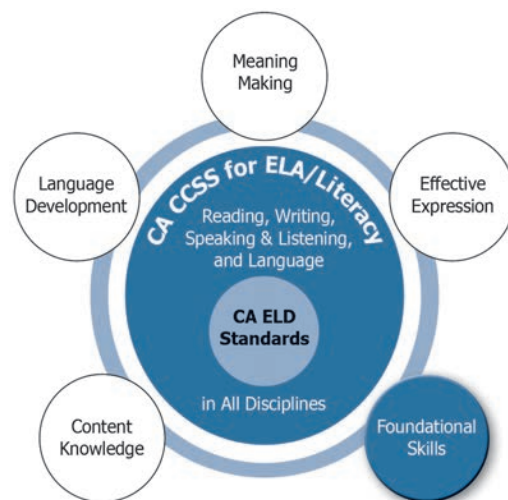 Meaning
Making
Language
Development
Effective
Expression
CA CCSS for ELA/Literacy
Reading, Writing,
Speaking & Listening,
and Language
CA ELD
Standards
in All Disciplines
Content
Knowledge
Foundational
Skills